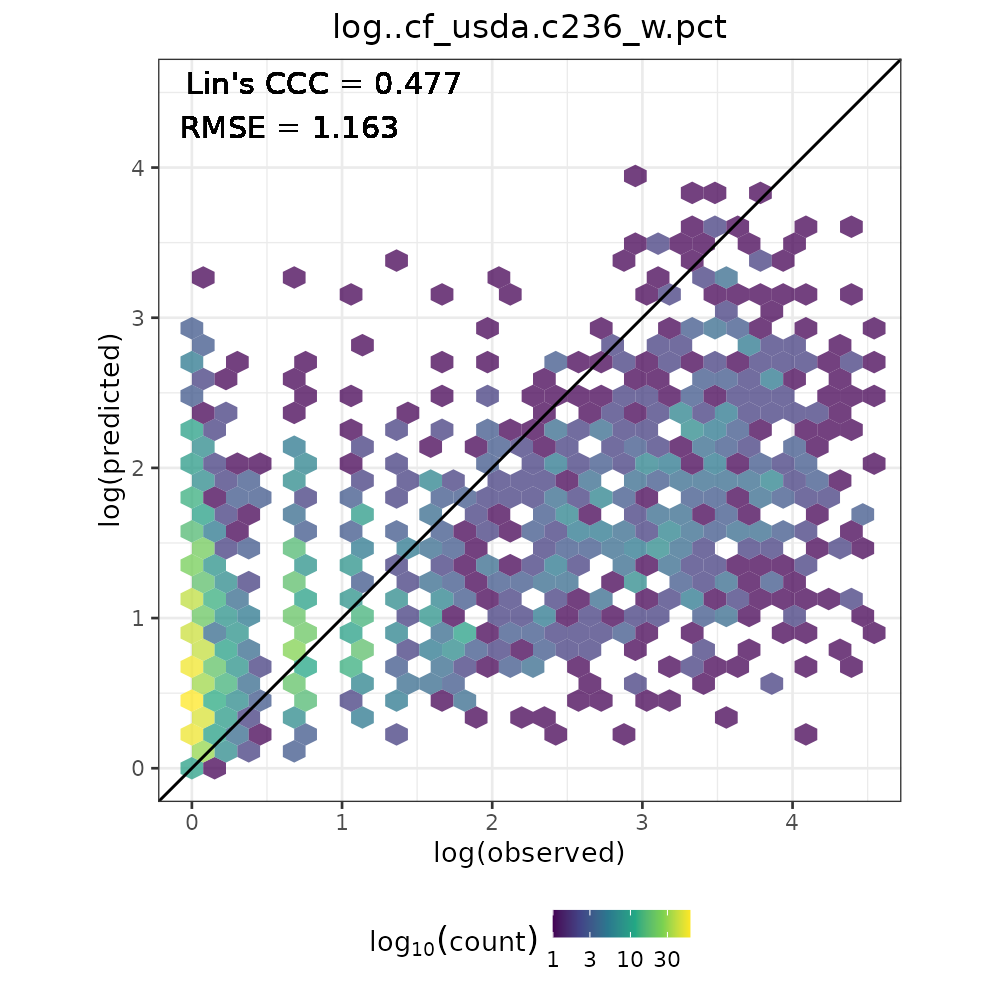 log..cf_usda.c236_w.pct
Lin's CCC = 0.477
RMSE = 1.163
log(predicted)
4
3
2
1
0
0 1 2 3 4
log(observed)
log10(count)
1 3 10 30